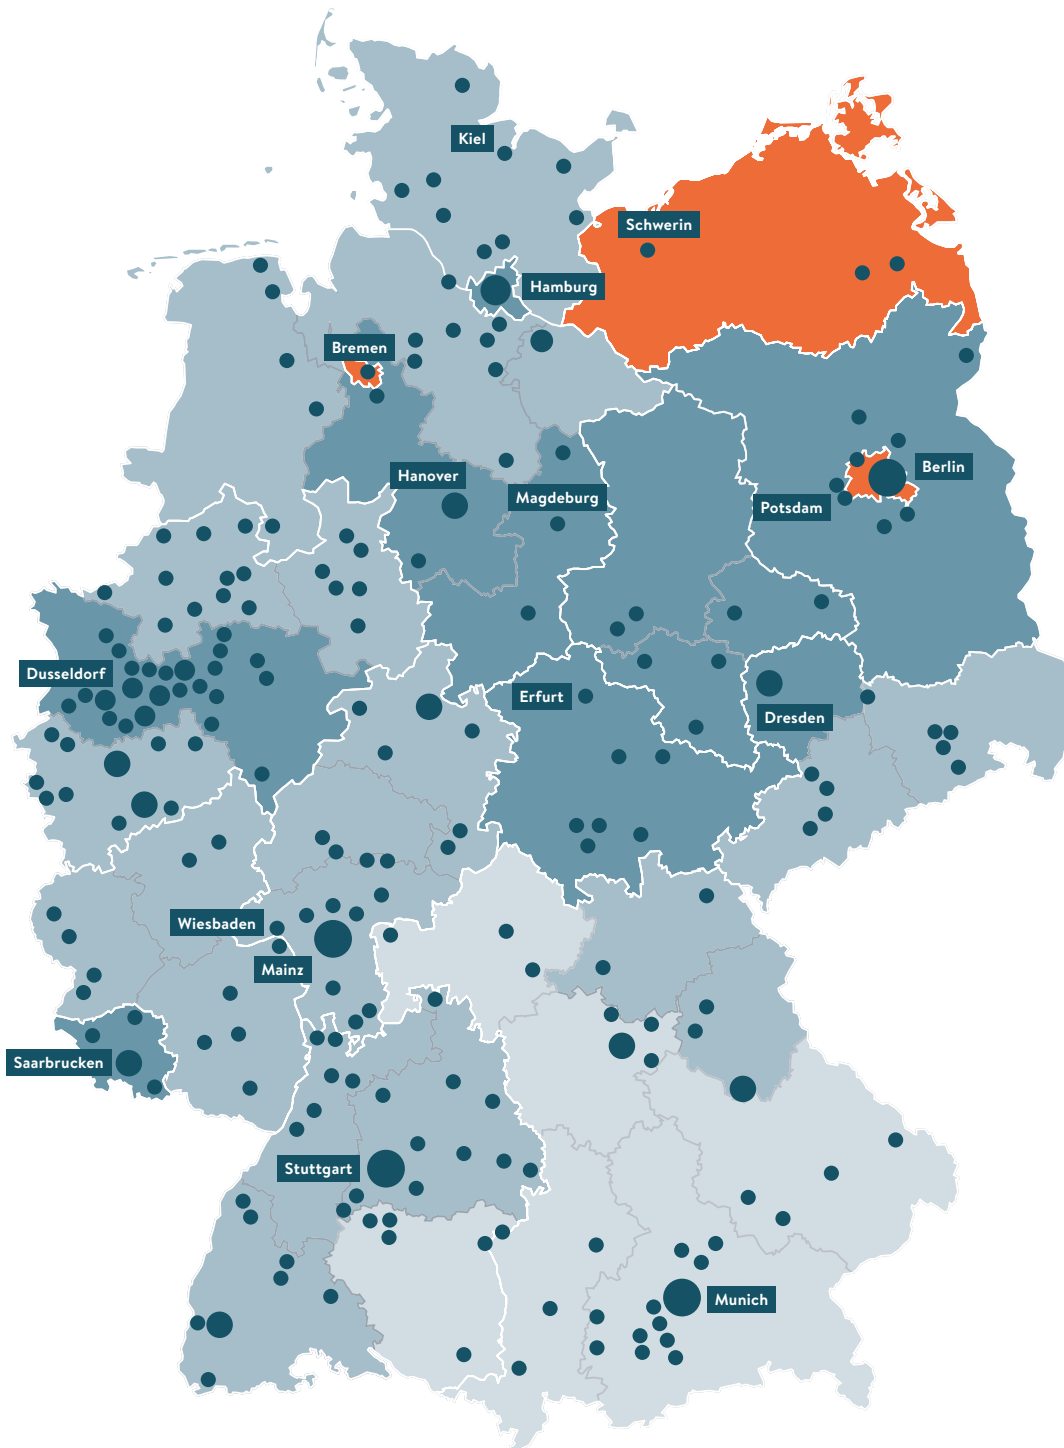 Kiel
Schwerin
Hamburg
Bremen
Hanover
Berlin
Magdeburg
Potsdam
Dusseldorf
Erfurt
Dresden
Wiesbaden
Mainz
Saarbrucken
Stuttgart
Munich